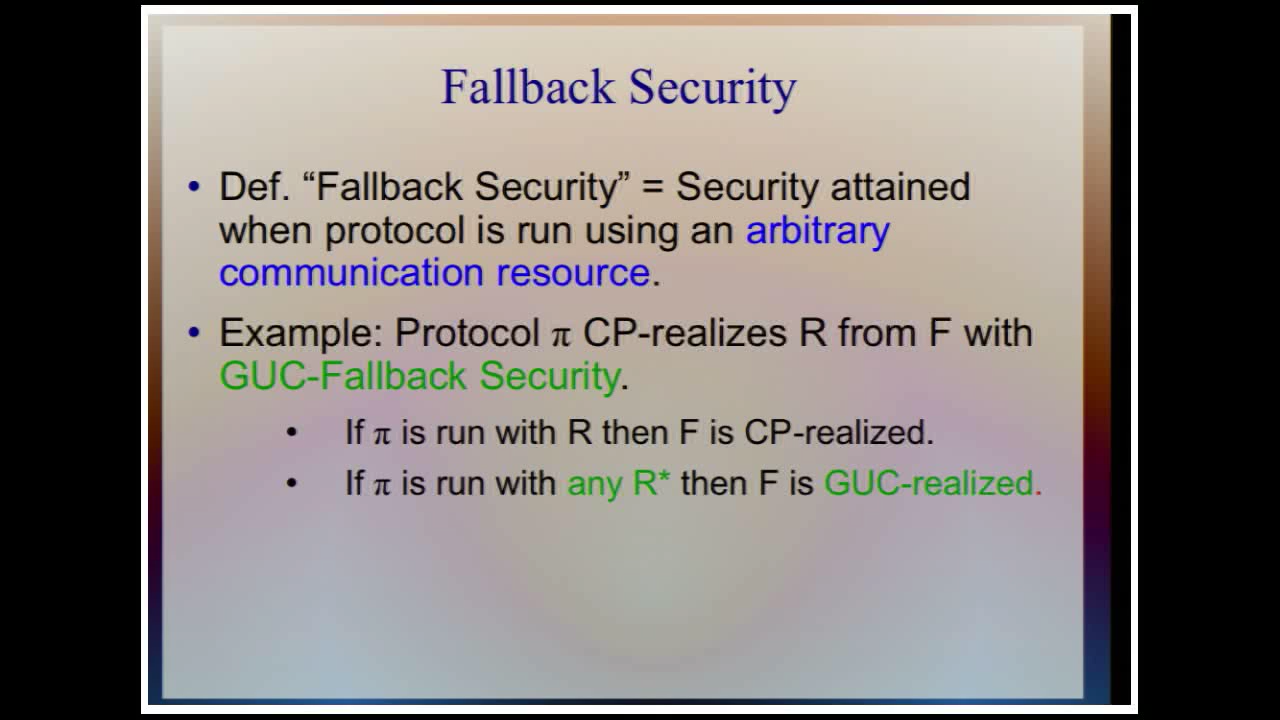 Fallback Security
• Def. “Fallback Security” = Security attained
when protocol is run using an arbitrary
communication resource.
• Example: Protocol π CP-realizes R from F with
GUC-Fallback Security.
• If π is run with R then F is CP-realized.
• If π is run with any R* then F is GUC-realized.